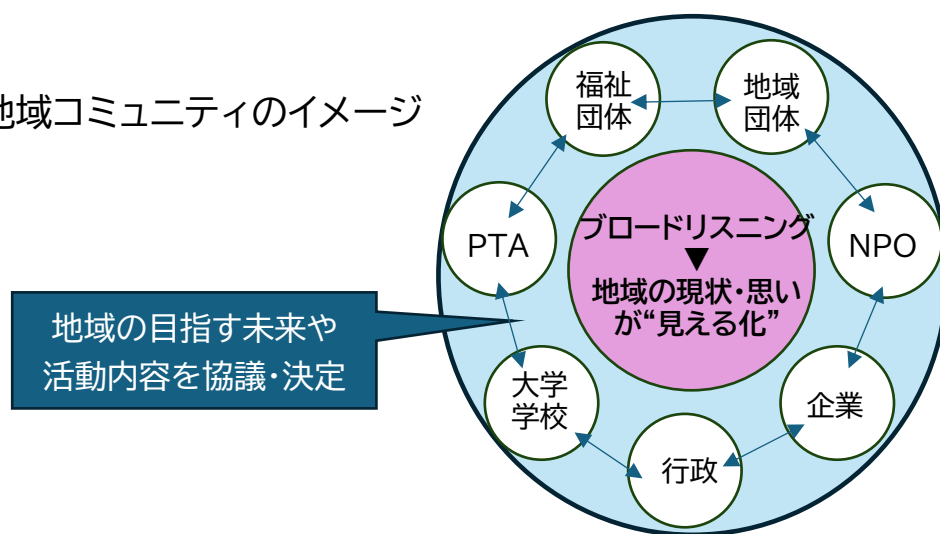 地域コミュニティのイメージ
福祉
団体
地域
団体
PTA
ブロードリスニング
▼
地域の現状・思い
が“見える化”
NPO
地域の目指す未来や
活動内容を協議・決定
大学
学校
企業
行政